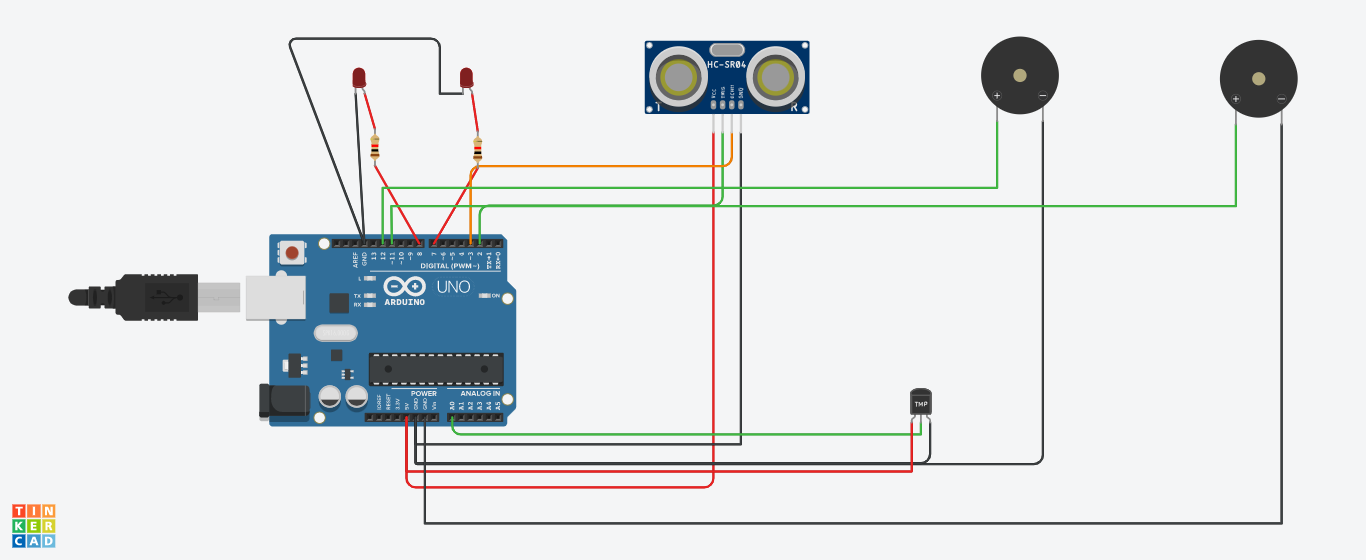 HC-SR04
VCC
TRIG
ECHO
GND
T
R
+
−
+
−
AREF
GND
13
12
~11
~10
~9
8
7
~6
~5
4
~3
2
TX→1
RX←0
DIGITAL (PWM~)
L
TX
RX
ARDUINO
UNO
ON
POWER
ANALOG IN
IOREF
RESET
3.3V
5V
GND
GND
Vin
A0
A1
A2
A3
A4
A5
TMP
TIN
KER
CAD